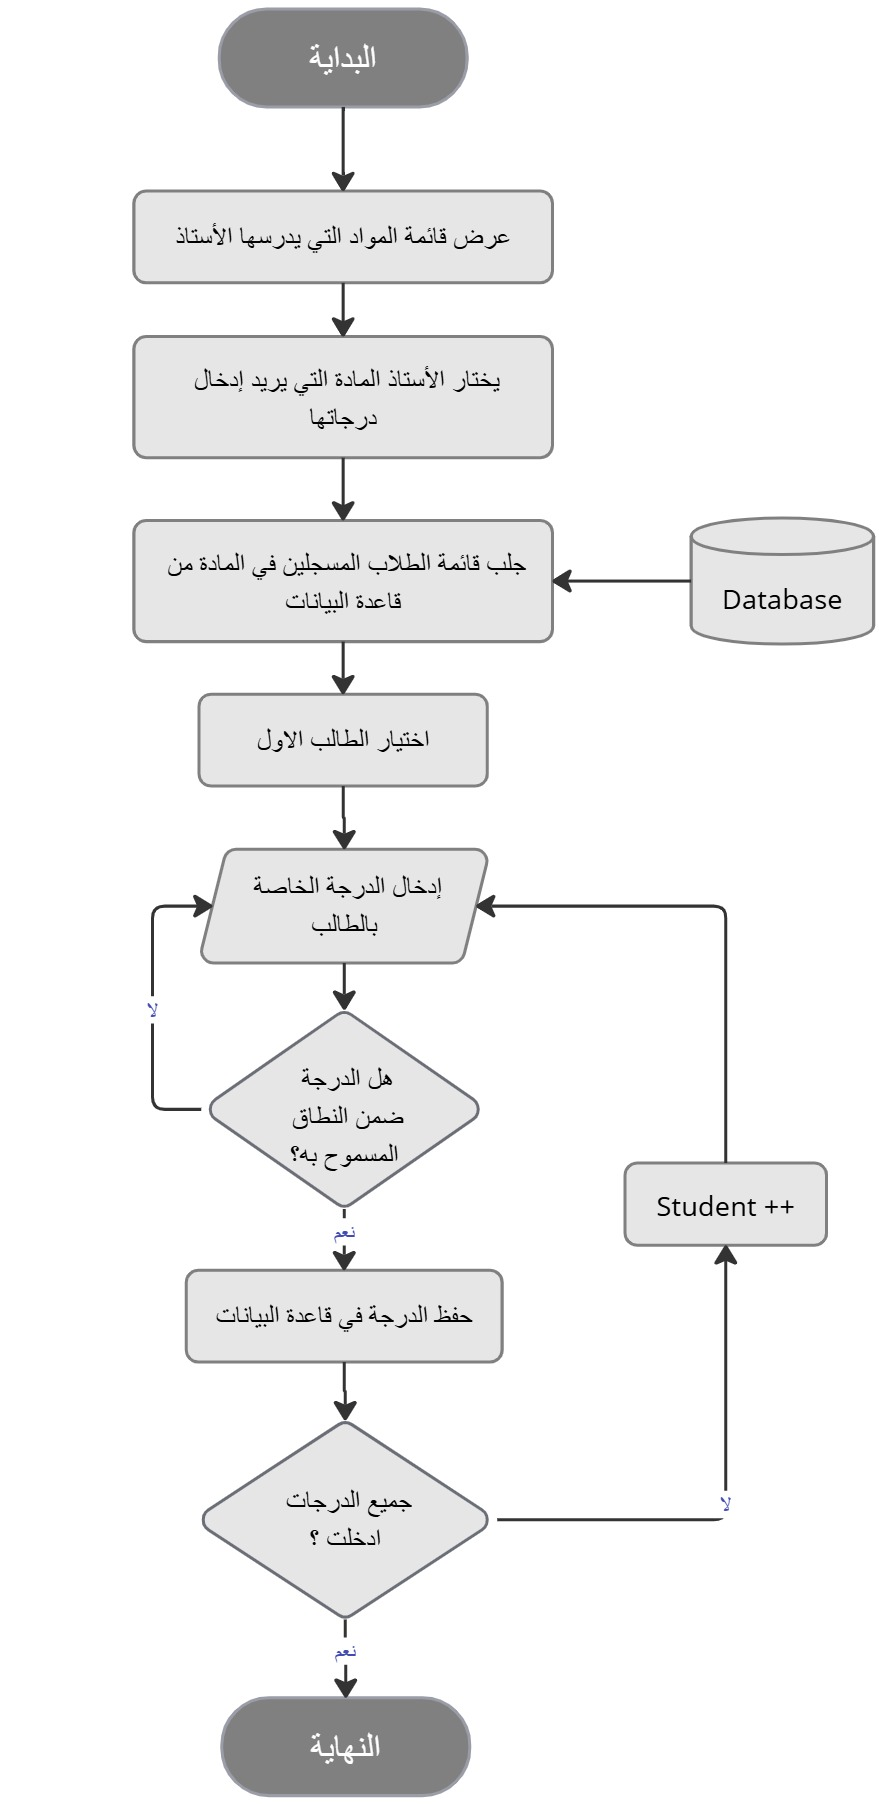 البداية
عرض قائمة المواد التي يدرسها الأستاذ
يختار الأستاذ المادة التي يريد إدخال
درجاتها
جلب قائمة الطلاب المسجلين في المادة من
قاعدة البيانات
Database
اختيار الطالب الاول
إدخال الدرجة الخاصة
بالطالب
لا
هل الدرجة
ضمن النطاق
المسموح به؟
Student ++
نعم
حفظ الدرجة في قاعدة البيانات
جميع الدرجات
ادخلت ؟
لا
نعم
النهاية